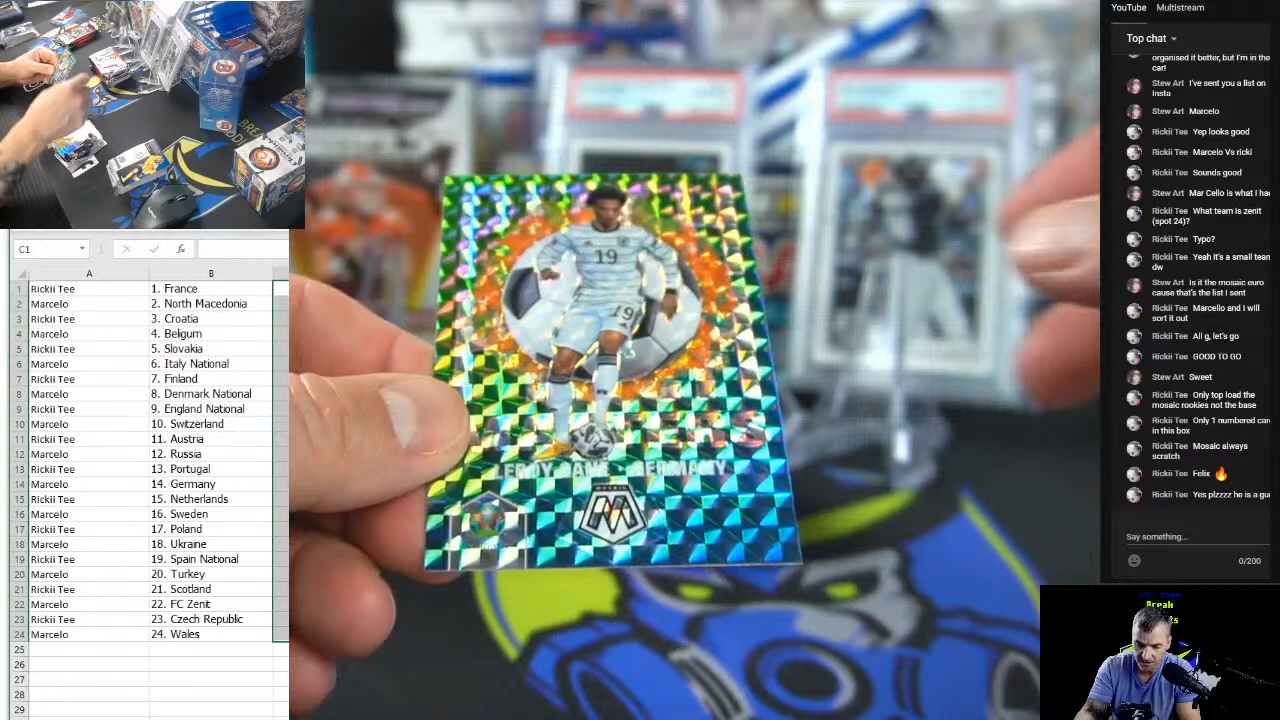 YouTube Multistream
Top chat
organised it better, but I'm in the
car!
Stew Art I've sent you a list on
Insta
Stew Art Marcelo
Rickii Tee Yep looks good
Rickii Tee Marcelo Vs ricki
Rickii Tee Sounds good
Stew Art Mar Cello is what I ha
Rickii Tee What team is zenit
(spot 24)?
Rickii Tee Typo?
Rickii Tee Yeah it's a small team
dw
Stew Art Is it the mosaic euro
cause that's the list I sent
Rickii Tee Marcelo and I will
sort it out
Rickii Tee All g, let's go
Rickii Tee GOOD TO GO
Stew Art Sweet
Rickii Tee Only top load the
mosaic rookies not the base
Rickii Tee Only 1 numbered car
in this box
Rickii Tee Mosaic always
scratch
Rickii Tee Felix 🔥
Rickii Tee Yes plzzzz he is a gu
Say something...
0/200
C1 fx
A B
1 Rickii Tee 1. France
2 Marcelo 2. North Macedonia
3 Rickii Tee 3. Croatia
4 Marcelo 4. Beligum
5 Rickii Tee 5. Slovakia
6 Marcelo 6. Italy National
7 Rickii Tee 7. Finland
8 Marcelo 8. Denmark National
9 Rickii Tee 9. England National
10 Marcelo 10. Switzerland
11 Rickii Tee 11. Austria
12 Marcelo 12. Russia
13 Rickii Tee 13. Portugal
14 Marcelo 14. Germany
15 Rickii Tee 15. Netherlands
16 Marcelo 16. Sweden
17 Rickii Tee 17. Poland
18 Marcelo 18. Ukraine
19 Rickii Tee 19. Spain National
20 Marcelo 20. Turkey
21 Rickii Tee 21. Scotland
22 Marcelo 22. FC Zenit
23 Rickii Tee 23. Czech Republic
24 Marcelo 24. Wales
25
26
27
28
29
19
19
LEROY SANÉ GERMANY
MOSAIC
Break